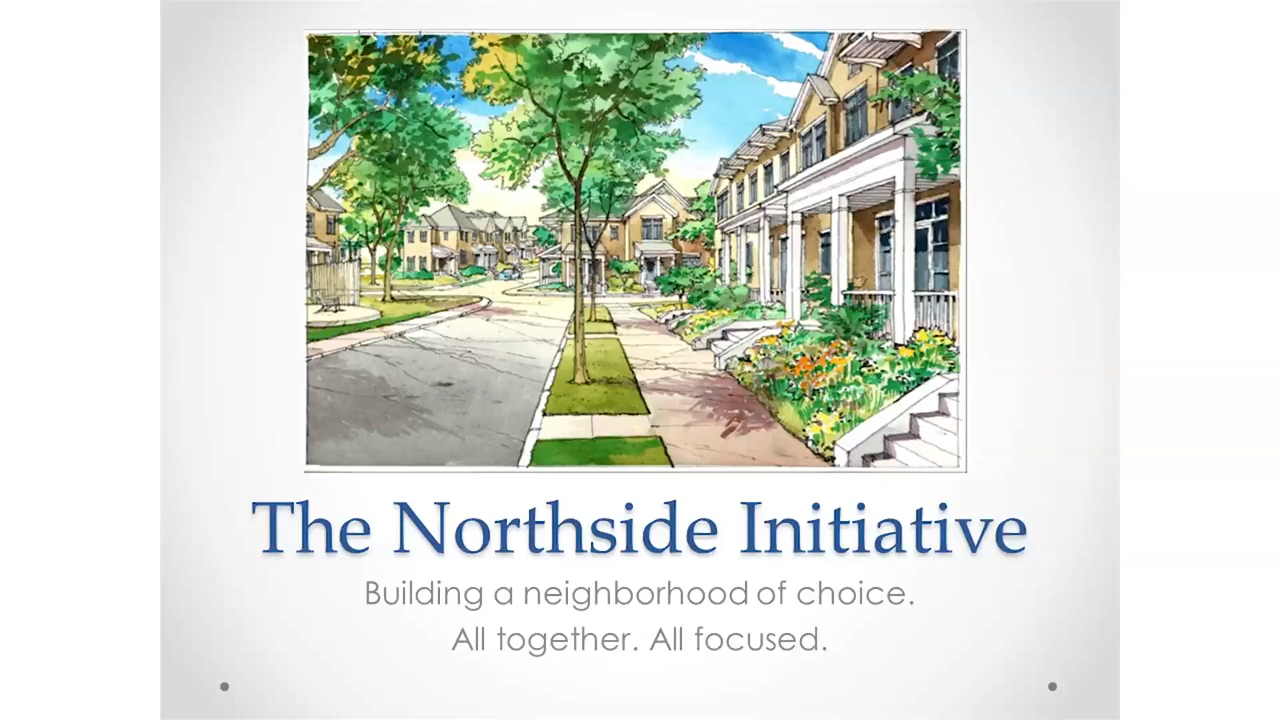 The Northside Initiative
Building a neighborhood of choice.
All together. All focused.